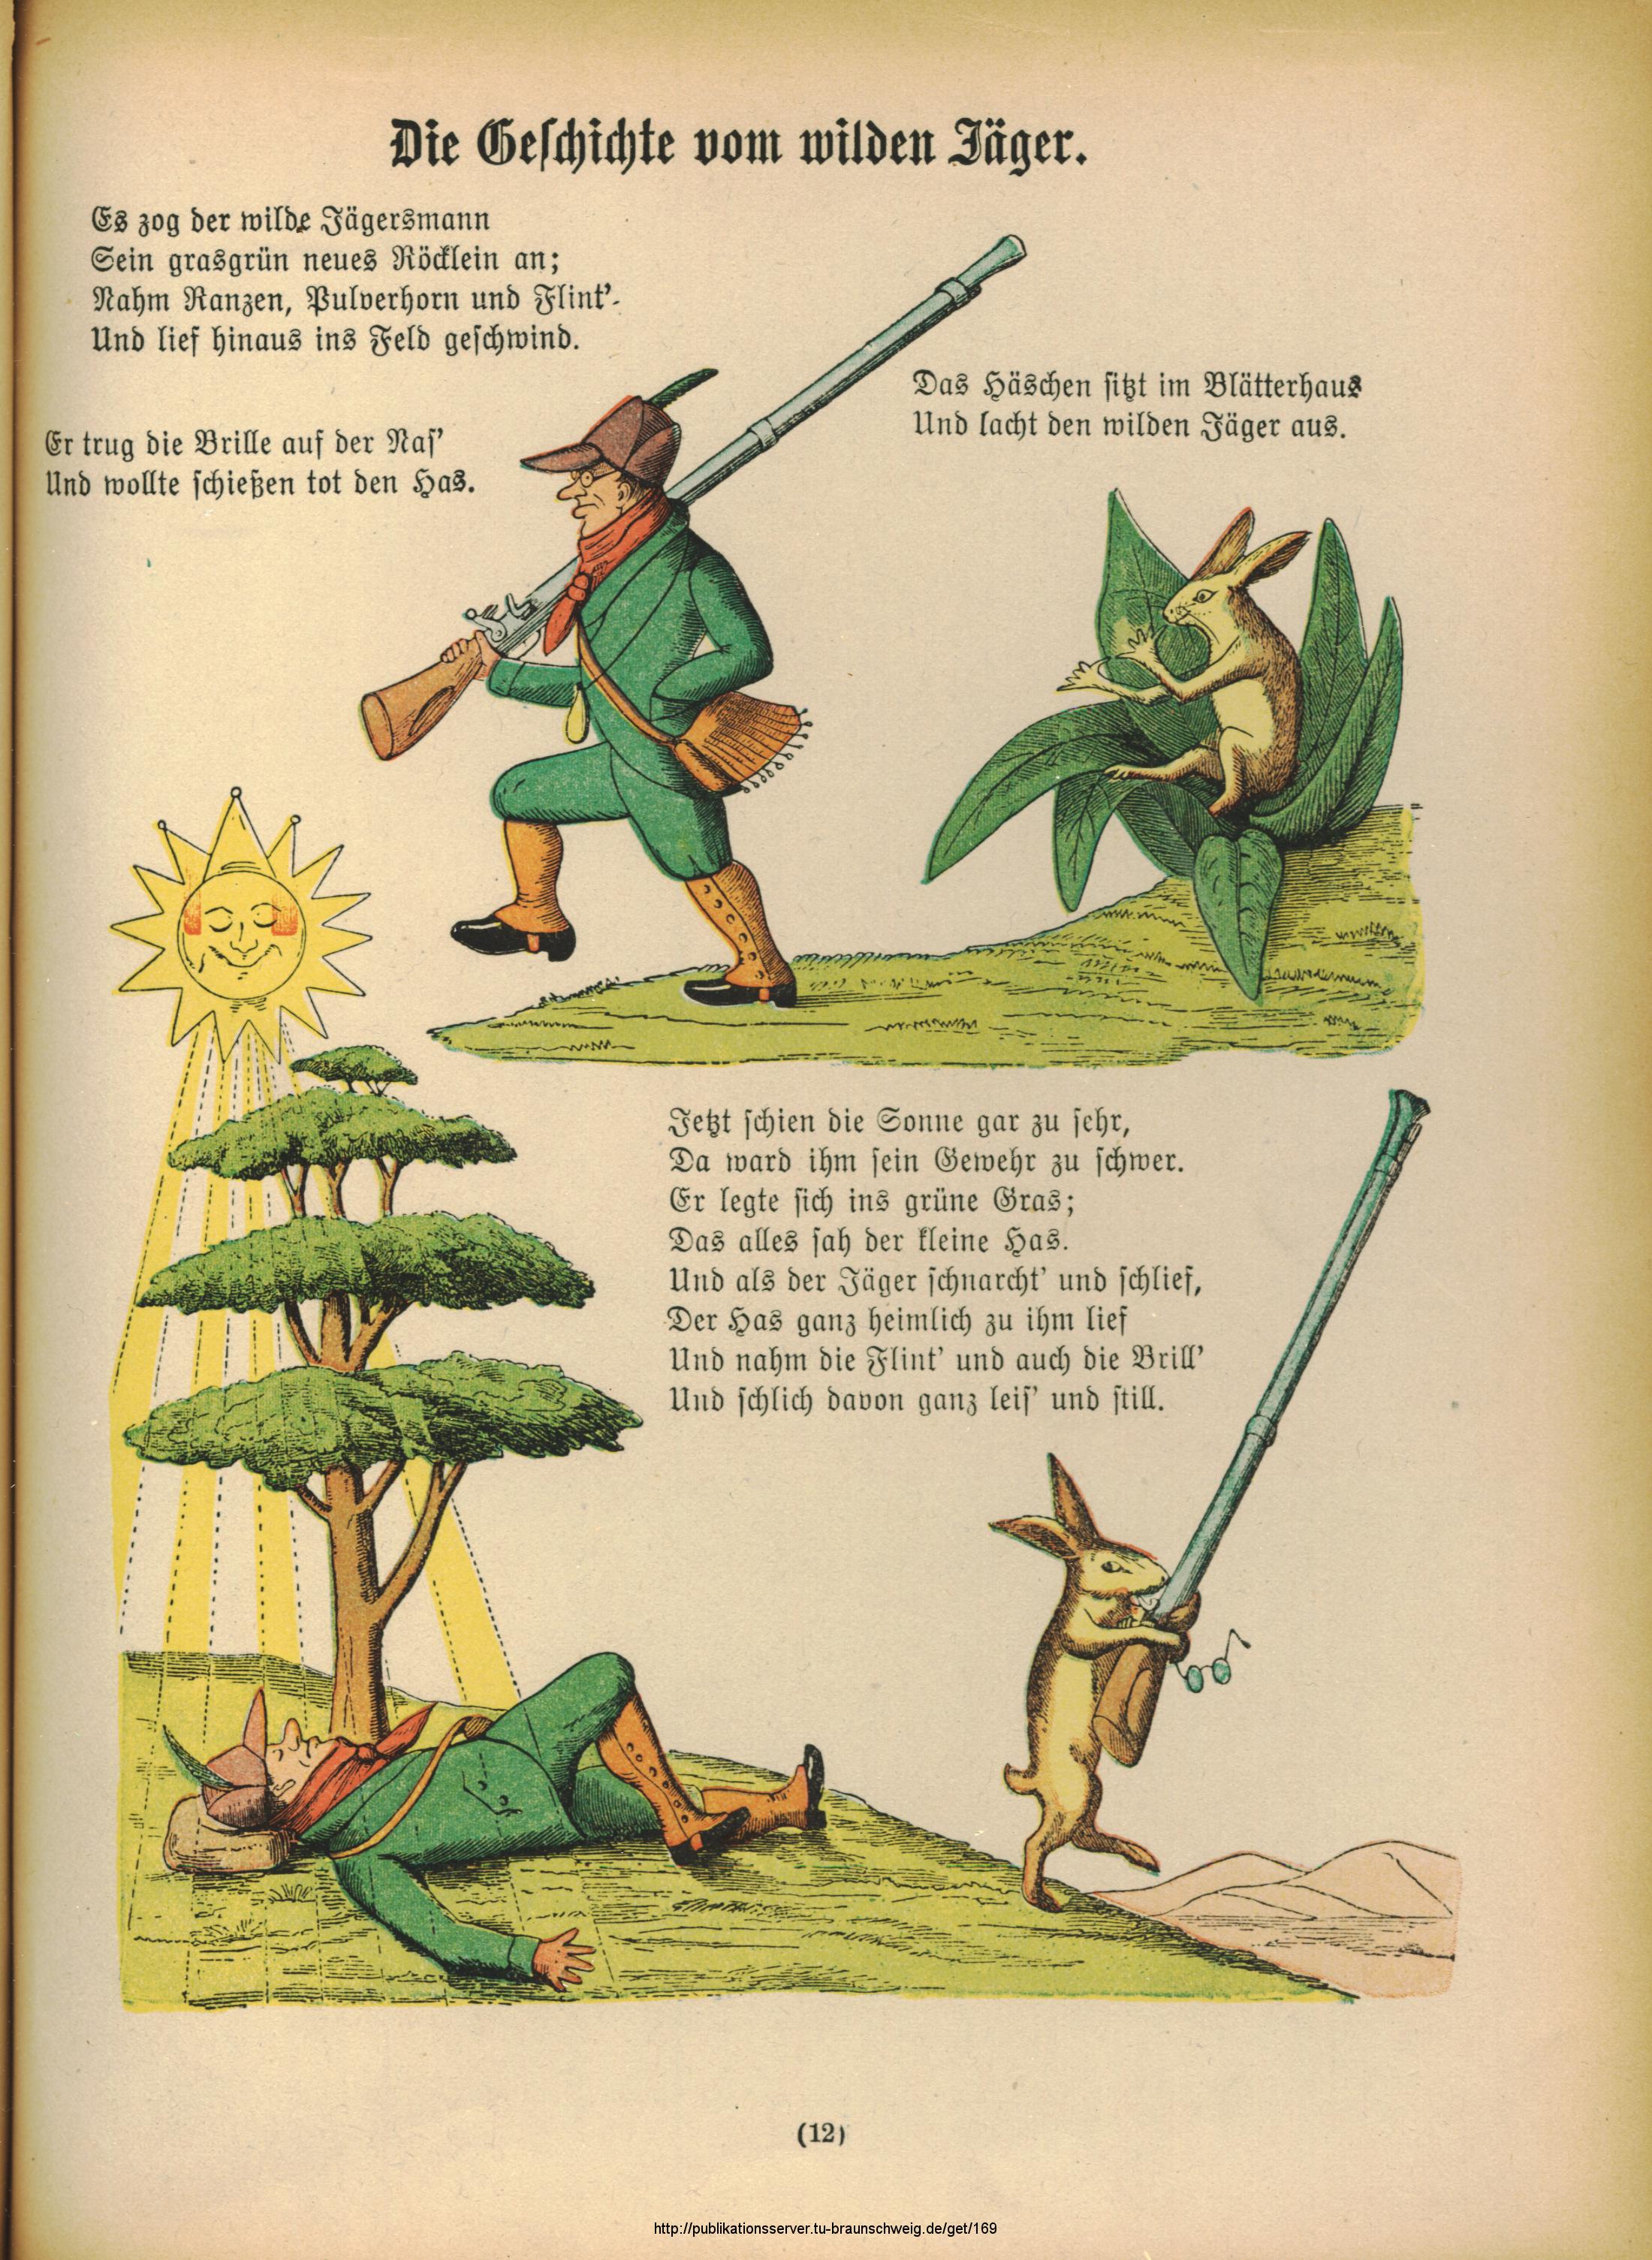 Die Geschichte vom wilden Jäger.
Es zog der wilde Jägersmann
Sein grasgrün neues Röcklein an;
Nahm Ranzen, Pulverhorn und Flint'-
Und lief hinaus ins Feld geschwind.
Er trug die Brille auf der Nas'
Und wollte schießen tot den Has.
Das Häschen sitzt im Blätterhaus
Und lacht den wilden Jäger aus.
Jetzt schien die Sonne gar zu sehr,
Da ward ihm sein Gewehr zu schwer.
Er legte sich ins grüne Gras;
Das alles sah der kleine Has.
Und als der Jäger schnarcht' und schlief,
Der Has ganz heimlich zu ihm lief
Und nahm die Flint' und auch die Brill'
Und schlich davon ganz leis' und still.
(12)
http://publikationsserver.tu-braunschweig.de/get/169